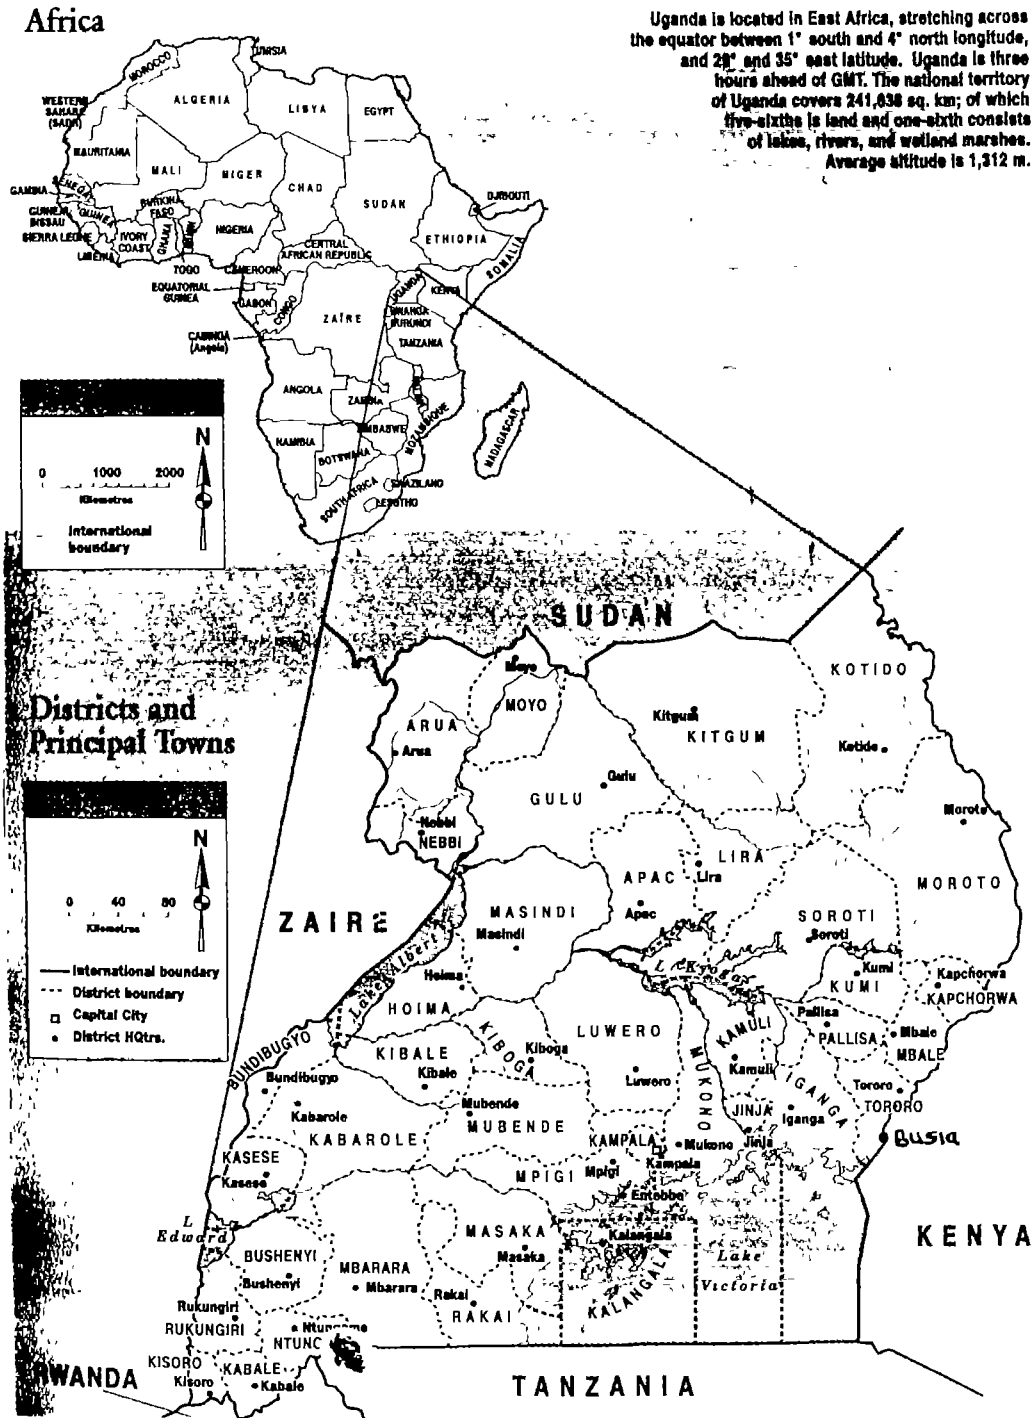 Africa
Uganda is located in East Africa, stretching across
the equator between 1° south and 4° north longitude,
and 29° and 35° east latitude. Uganda is three
hours ahead of GMT. The national territory
of Uganda covers 241,038 sq. km; of which
five-sixths is land and one-sixth consists
of lakes, rivers, and wetland marshes.
Average altitude is 1,312 m.
TUNISIA
MOROCCO
ALGERIA
LIBYA
EGYPT
WESTERN
SAHARA
(SADR)
MAURITANIA
MALI
NIGER
CHAD
SUDAN
DJIBOUTI
SENEGAL
GAMBIA
GUINEA
BISSAU
GUINEA
SIERRA LEONE
LIBERIA
IVORY
COAST
BURKINA
FASO
GHANA
BENIN
TOGO
NIGERIA
CAMEROON
CENTRAL
AFRICAN REPUBLIC
ETHIOPIA
SOMALIA
EQUATORIAL
GUINEA
GABON
CONGO
ZAÏRE
UGANDA
KENYA
RWANDA
BURUNDI
TANZANIA
CABINDA
(Angola)
ANGOLA
ZAMBIA
ZIMBABWE
MOZAMBIQUE
MADAGASCAR
NAMIBIA
BOTSWANA
SWAZILAND
SOUTH AFRICA
LESOTHO
N
0 1000 2000
Kilometres
International
boundary
Districts and
Principal Towns
N
0 40 80
Kilometres
International boundary
District boundary
Capital City
District HQtrs.
SUDAN
KOTIDO
Kotido
Moyo
MOYO
ARUA
Arua
Kitgum
KITGUM
Gulu
GULU
Moroto
MOROTO
Nebbi
NEBBI
LIRA
Lira
APAC
Apac
ZAIRE
MASINDI
Masindi
SOROTI
Soroti
Lake Albert
L Kyoga
Hoima
HOIMA
Kumi
KUMI
Kapchorwa
KAPCHORWA
BUNDIBUGYO
Bundibugyo
KIBALE
Kibale
KIBOGA
Kiboga
LUWERO
Luwero
MUKONO
Mukono
KAMULI
Kamuli
Pallisa
PALLISA
Mbale
MBALE
Tororo
TORORO
IGANGA
Iganga
JINJA
Jinja
BUSIA
Kabarole
KABAROLE
Mubende
MUBENDE
KAMPALA
Kampala
MPIGI
Mpigi
Entebbe
KASESE
Kasese
L
Edward
BUSHENYI
Bushenyi
MBARARA
Mbarara
MASAKA
Masaka
Kalangala
KALANGALA
Lake
Victoria
KENYA
Rakai
RAKAI
Rukungiri
RUKUNGIRI
Ntungamo
KISORO
Kisoro
KABALE
Kabale
RWANDA
TANZANIA